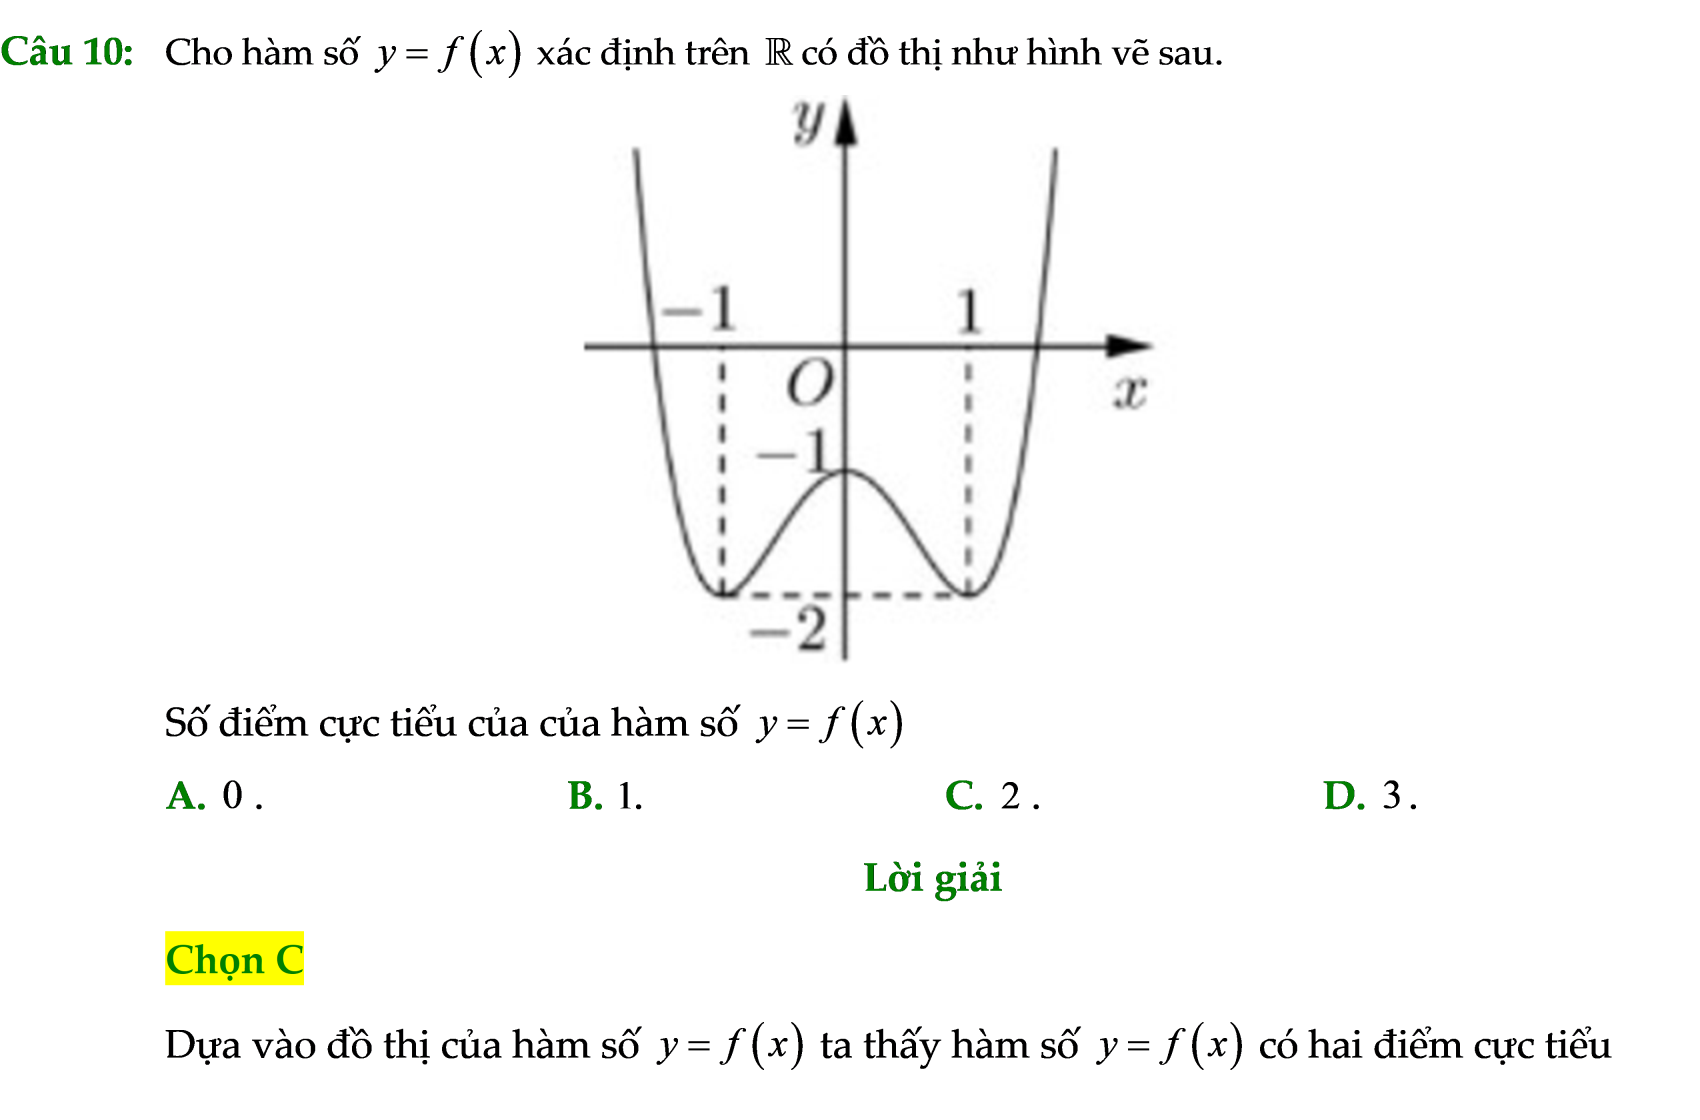 Câu 10: Cho hàm số y = f(x) xác định trên ℝ có đồ thị như hình vẽ sau.
y
−1 1
O
x
−1
−2
Số điểm cực tiểu của của hàm số y = f(x)
A. 0 . B. 1. C. 2 . D. 3 .
Lời giải
Chọn C
Dựa vào đồ thị của hàm số y = f(x) ta thấy hàm số y = f(x) có hai điểm cực tiểu